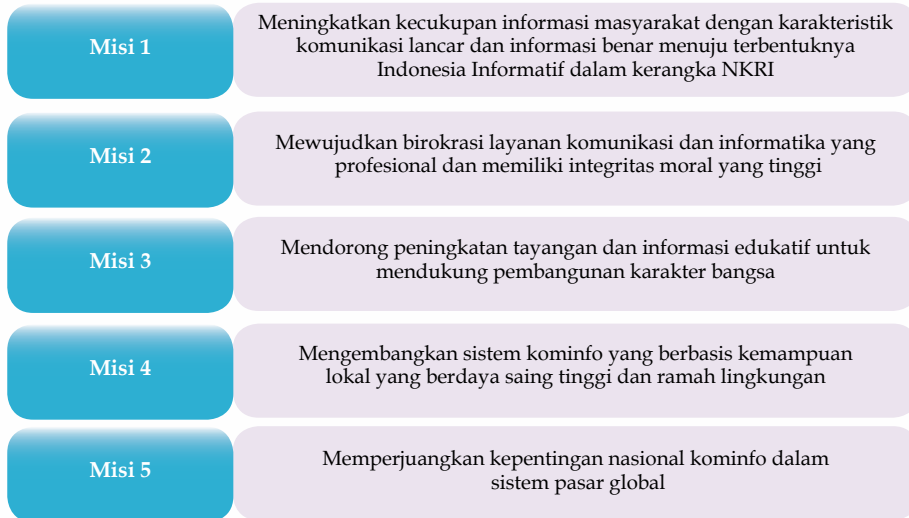 Misi 1
Meningkatkan kecukupan informasi masyarakat dengan karakteristik
komunikasi lancar dan informasi benar menuju terbentuknya
Indonesia Informatif dalam kerangka NKRI
Misi 2
Mewujudkan birokrasi layanan komunikasi dan informatika yang
profesional dan memiliki integritas moral yang tinggi
Misi 3
Mendorong peningkatan tayangan dan informasi edukatif untuk
mendukung pembangunan karakter bangsa
Misi 4
Mengembangkan sistem kominfo yang berbasis kemampuan
lokal yang berdaya saing tinggi dan ramah lingkungan
Misi 5
Memperjuangkan kepentingan nasional kominfo dalam
sistem pasar global